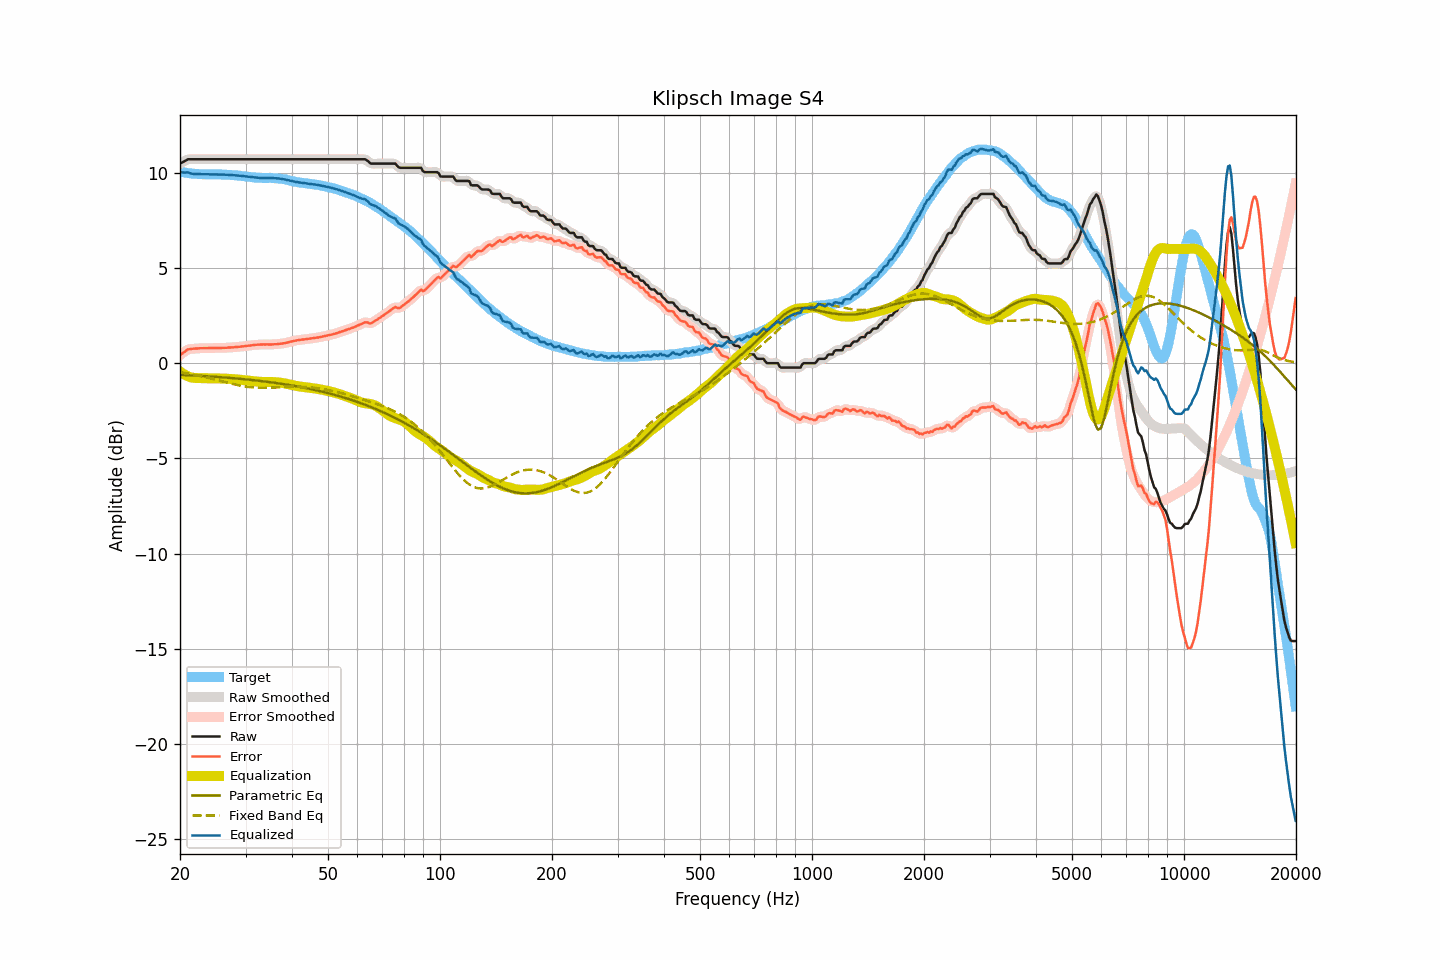 Klipsch Image S4
10
5
0
−5
−10
−15
−20
−25
Amplitude (dBr)
Target
Raw Smoothed
Error Smoothed
Raw
Error
Equalization
Parametric Eq
Fixed Band Eq
Equalized
20 50 100 200 500 1000 2000 5000 10000 20000
Frequency (Hz)